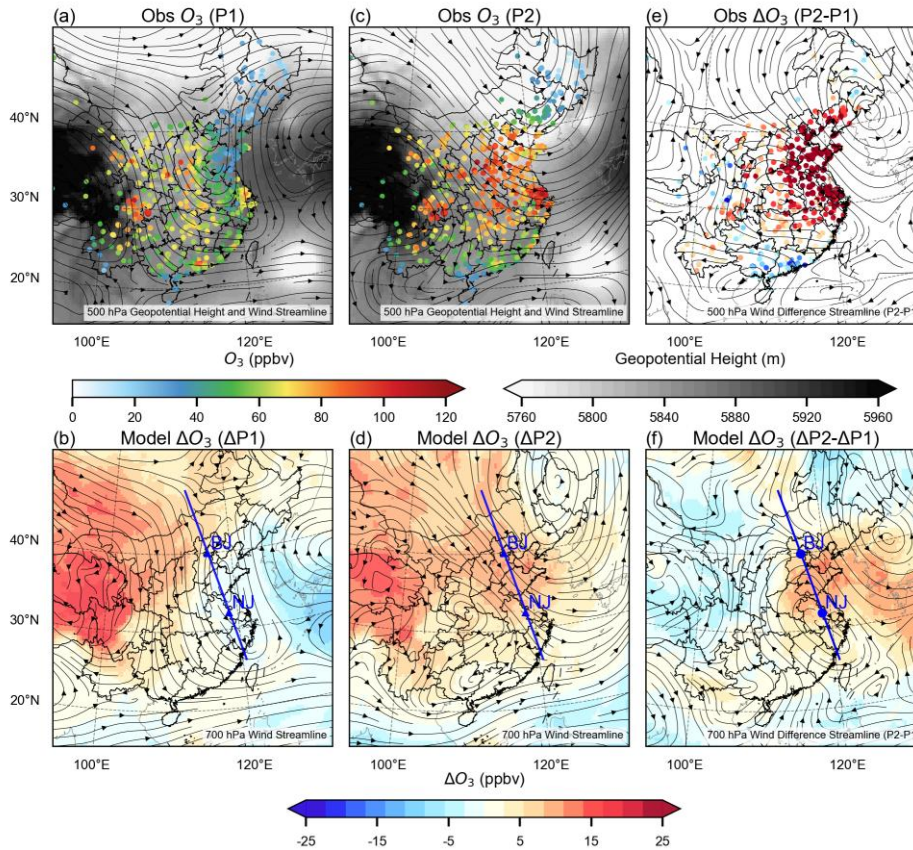 (a) Obs O₃ (P1)
(c) Obs O₃ (P2)
(e) Obs ΔO₃ (P2-P1)
40°N
30°N
20°N
500 hPa Geopotential Height and Wind Streamline
500 hPa Geopotential Height and Wind Streamline
500 hPa Wind Difference Streamline (P2-P1
100°E 120°E 100°E 120°E 100°E 120°E
O₃ (ppbv)
Geopotential Height (m)
0 20 40 60 80 100 120
5760 5800 5840 5880 5920 5960
(b) Model ΔO₃ (ΔP1)
(d) Model ΔO₃ (ΔP2)
(f) Model ΔO₃ (ΔP2-ΔP1)
40°N
30°N
20°N
BJ
NJ
BJ
NJ
BJ
NJ
700 hPa Wind Streamline
700 hPa Wind Streamline
700 hPa Wind Difference Streamline (P2-P1
100°E 120°E 100°E 120°E 100°E 120°E
ΔO₃ (ppbv)
-25 -15 -5 5 15 25